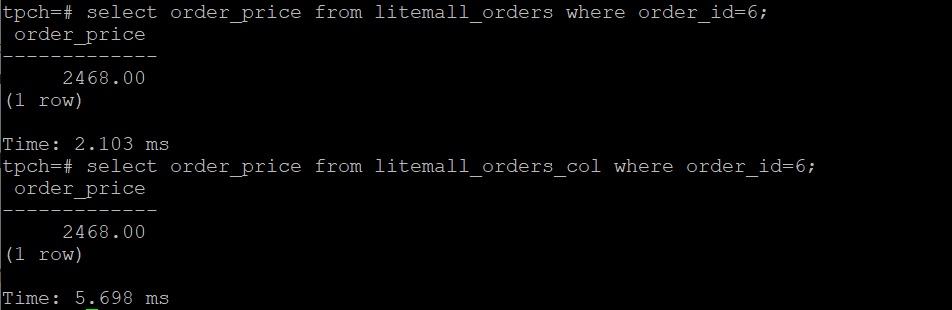 tpch=# select order_price from litemall_orders where order_id=6;
 order_price
-------------
     2468.00
(1 row)

Time: 2.103 ms
tpch=# select order_price from litemall_orders_col where order_id=6;
 order_price
-------------
     2468.00
(1 row)

Time: 5.698 ms